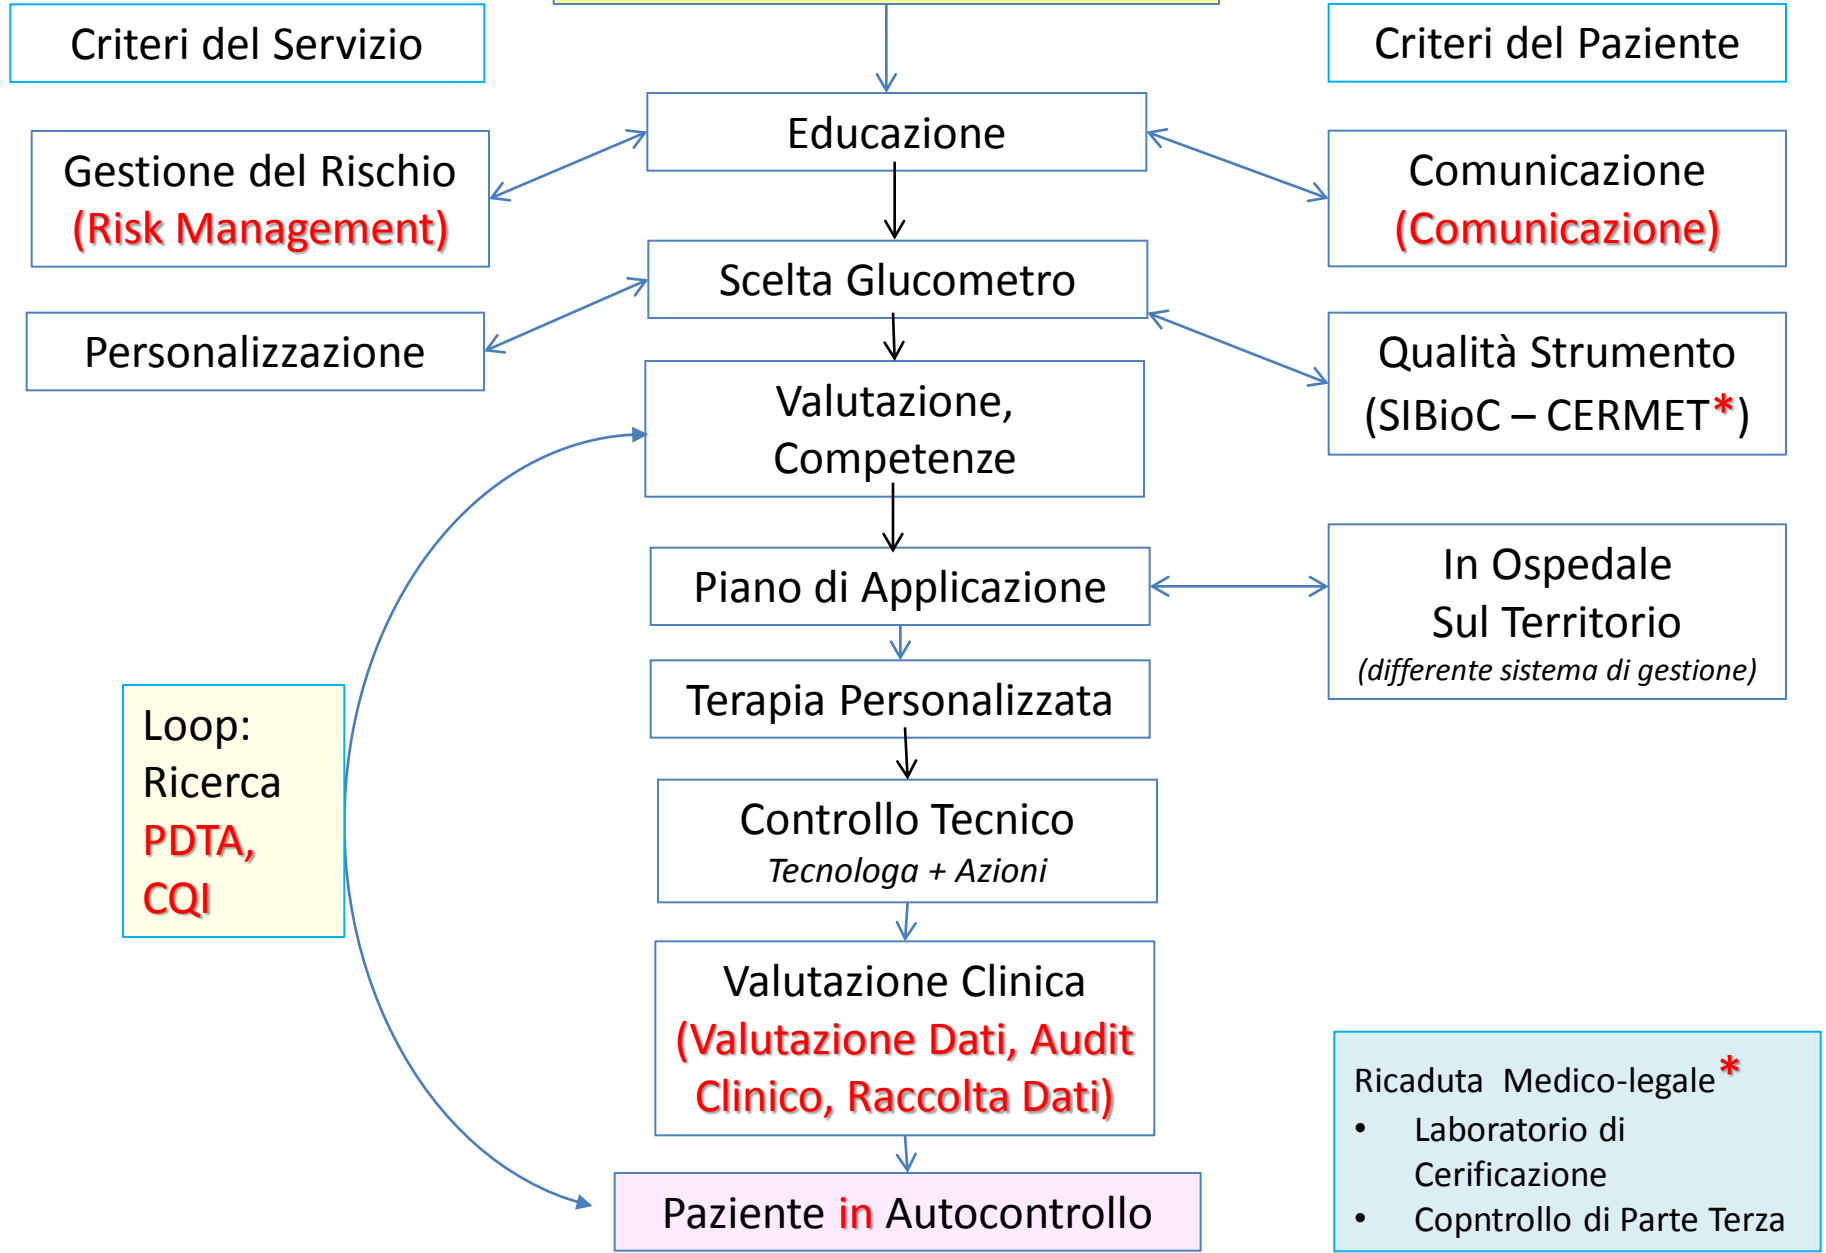 Criteri del Servizio
Criteri del Paziente
Educazione
Gestione del Rischio
(Risk Management)
Comunicazione
(Comunicazione)
Scelta Glucometro
Personalizzazione
Qualità Strumento
(SIBioC – CERMET*)
Valutazione,
Competenze
Piano di Applicazione
In Ospedale
Sul Territorio
(differente sistema di gestione)
Terapia Personalizzata
Loop:
Ricerca
PDTA,
CQI
Controllo Tecnico
Tecnologa + Azioni
Valutazione Clinica
(Valutazione Dati, Audit
Clinico, Raccolta Dati)
Paziente in Autocontrollo
Ricaduta Medico-legale*
• Laboratorio di
Cerificazione
• Copntrollo di Parte Terza